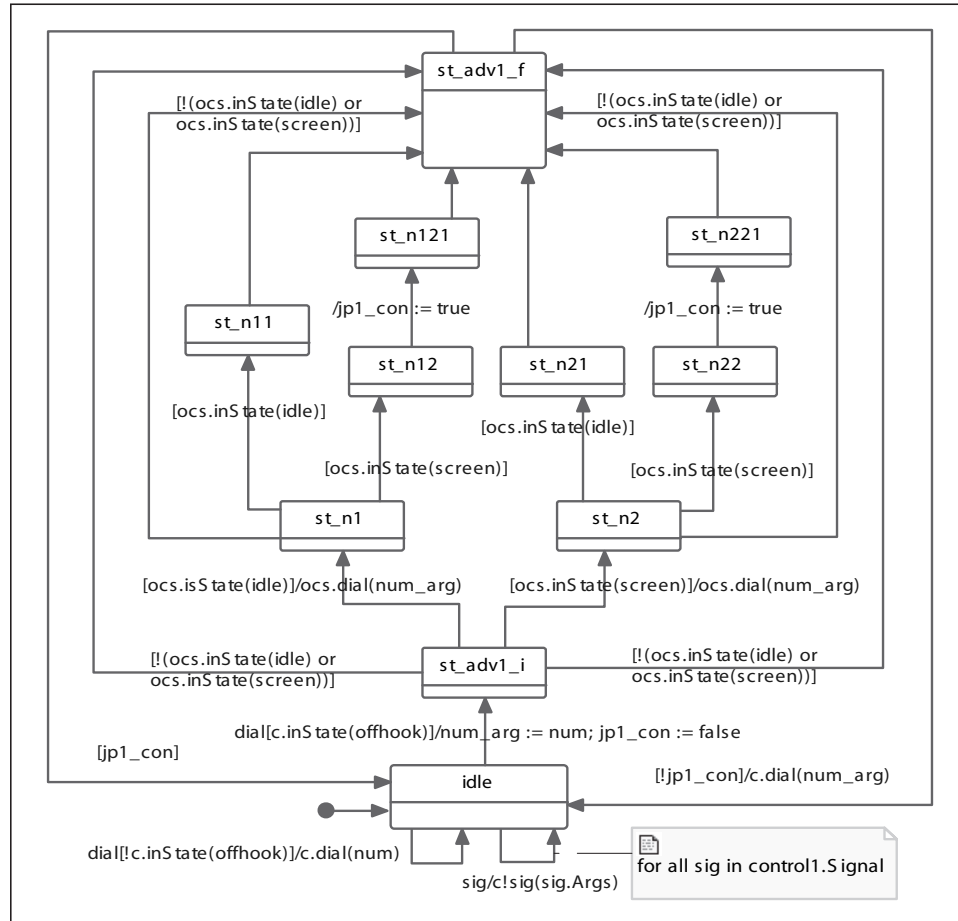 st_adv1_f
[!(ocs.inState(idle) or
ocs.inState(screen))]
[!(ocs.inState(idle) or
ocs.inState(screen))]
st_n121
st_n221
/jp1_con := true
/jp1_con := true
st_n11
st_n12
st_n21
st_n22
[ocs.inState(idle)]
[ocs.inState(idle)]
[ocs.inState(screen)]
[ocs.inState(screen)]
st_n1
st_n2
[ocs.isState(idle)]/ocs.dial(num_arg)
[ocs.inState(screen)]/ocs.dial(num_arg)
[!(ocs.inState(idle) or
ocs.inState(screen))]
st_adv1_i
[!(ocs.inState(idle) or
ocs.inState(screen))]
dial[c.inState(offhook)]/num_arg := num; jp1_con := false
[jp1_con]
[!jp1_con]/c.dial(num_arg)
idle
dial[!c.inState(offhook)]/c.dial(num)
sig/c!sig(sig.Args)
for all sig in control1.Signal